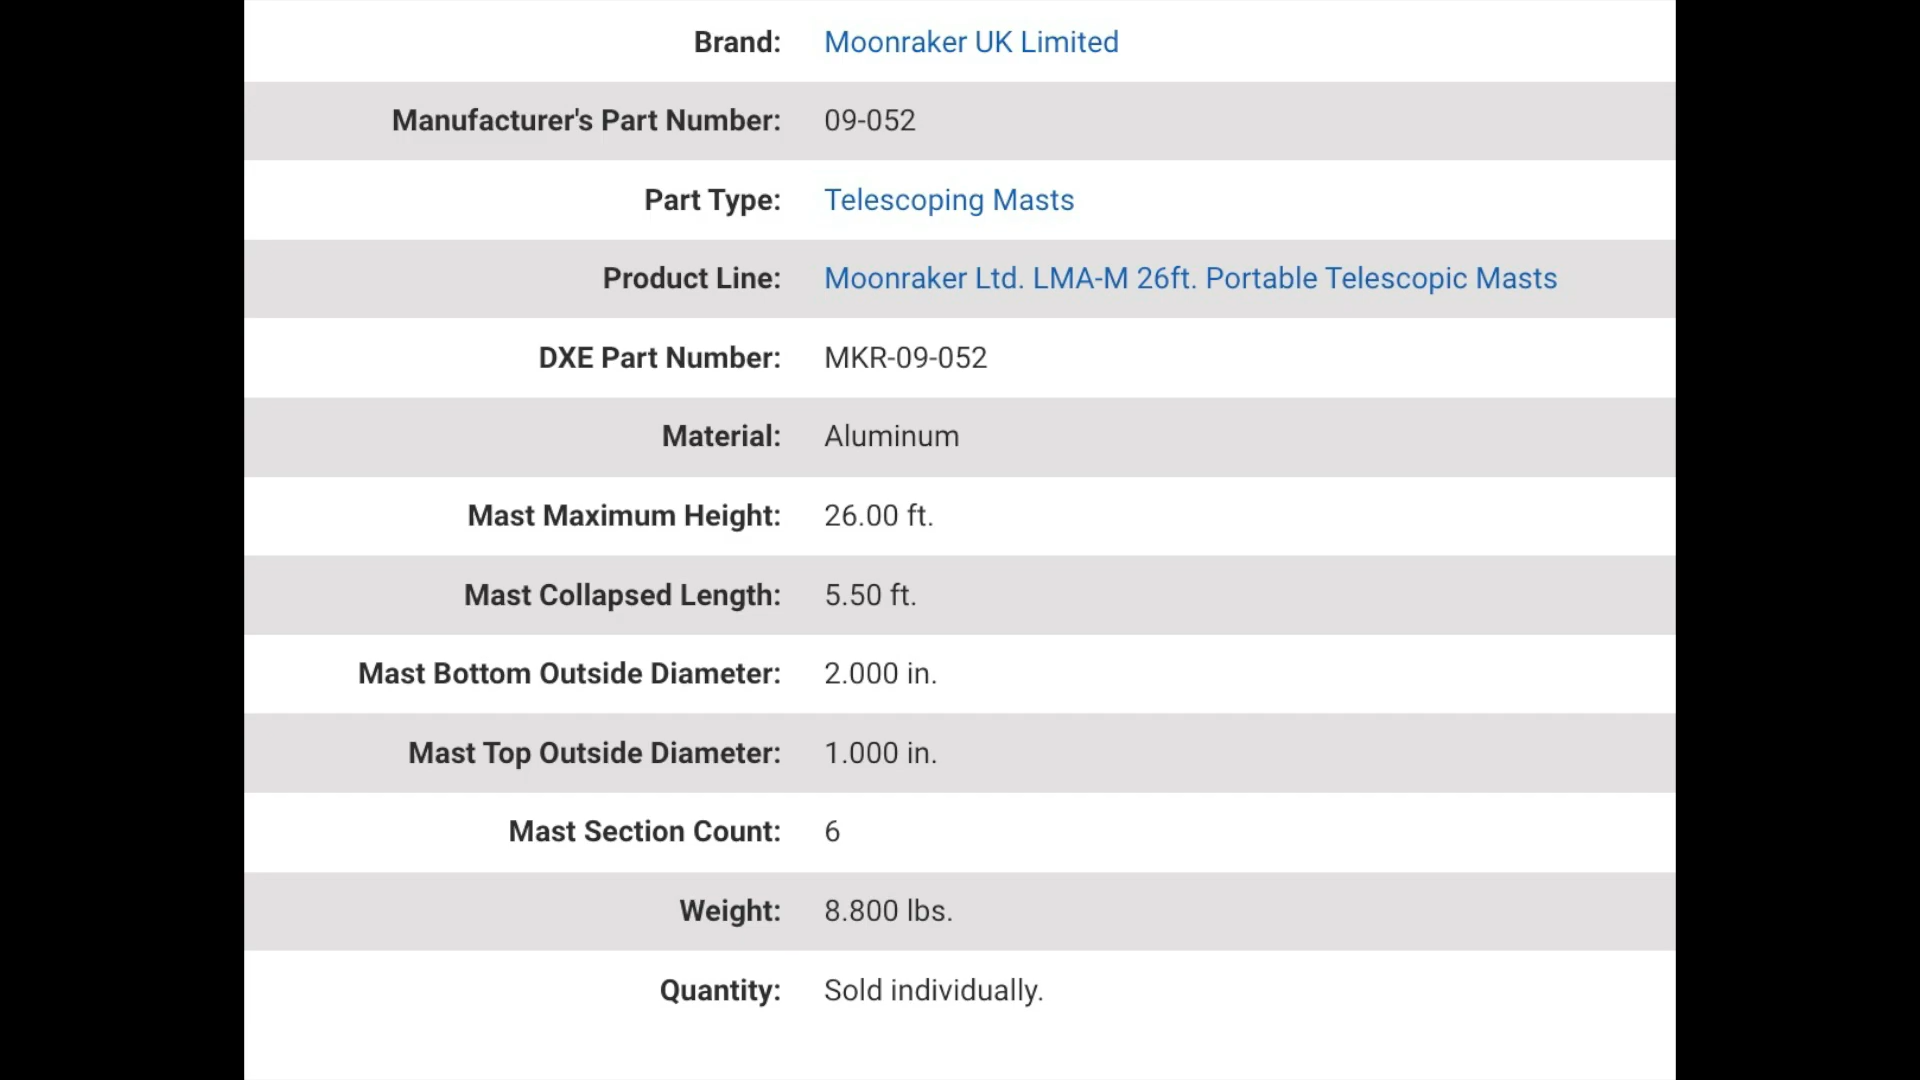 Brand: Moonraker UK Limited
Manufacturer's Part Number: 09-052
Part Type: Telescoping Masts
Product Line: Moonraker Ltd. LMA-M 26ft. Portable Telescopic Masts
DXE Part Number: MKR-09-052
Material: Aluminum
Mast Maximum Height: 26.00 ft.
Mast Collapsed Length: 5.50 ft.
Mast Bottom Outside Diameter: 2.000 in.
Mast Top Outside Diameter: 1.000 in.
Mast Section Count: 6
Weight: 8.800 lbs.
Quantity: Sold individually.